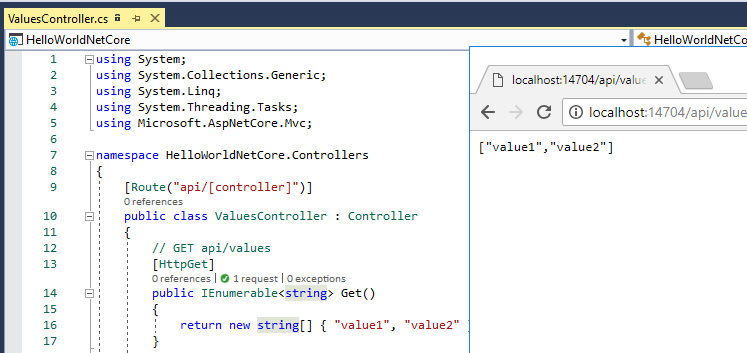 ValuesController.cs
HelloWorldNetCore
HelloWorldNetCo
1 using System;
2 using System.Collections.Generic;
3 using System.Linq;
4 using System.Threading.Tasks;
5 using Microsoft.AspNetCore.Mvc;
6
7 namespace HelloWorldNetCore.Controllers
8 {
9 [Route("api/[controller]")]
0 references
10 public class ValuesController : Controller
11 {
12 // GET api/values
13 [HttpGet]
0 references | 1 request | 0 exceptions
14 public IEnumerable<string> Get()
15 {
16 return new string[] { "value1", "value2" }
17 }
localhost:14704/api/value
localhost:14704/api/value
["value1","value2"]